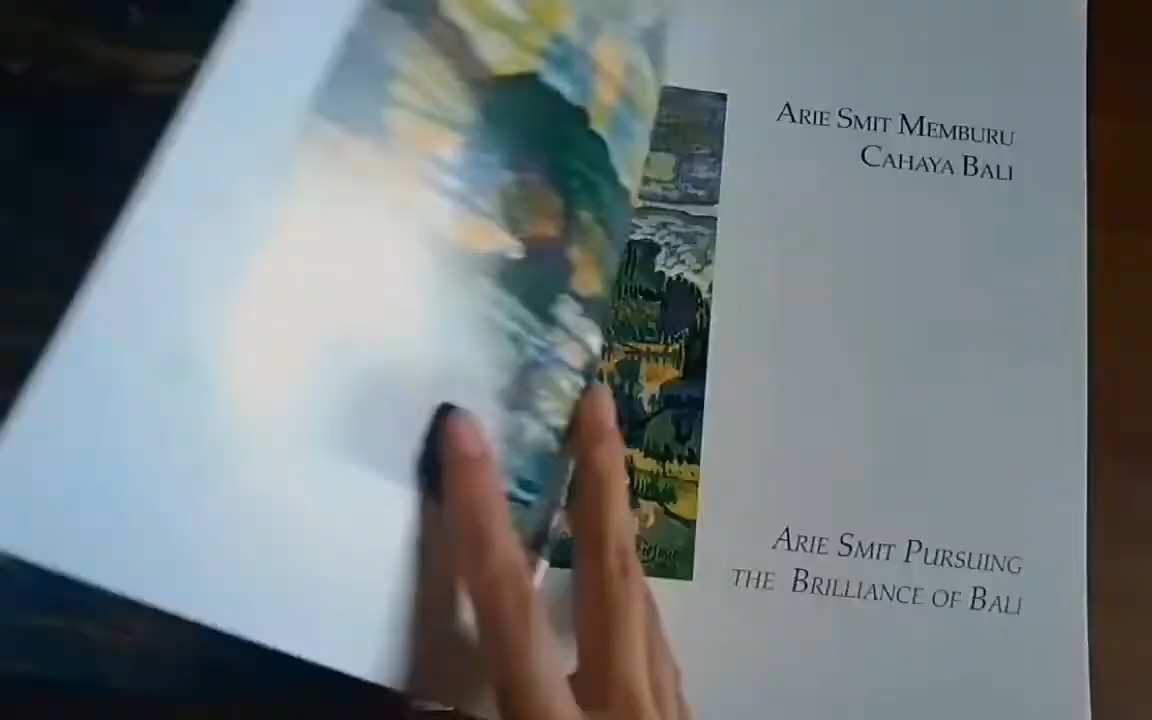 Arie Smit Memburu
Cahaya Bali
Arie Smit Pursuing
the Brilliance of Bali